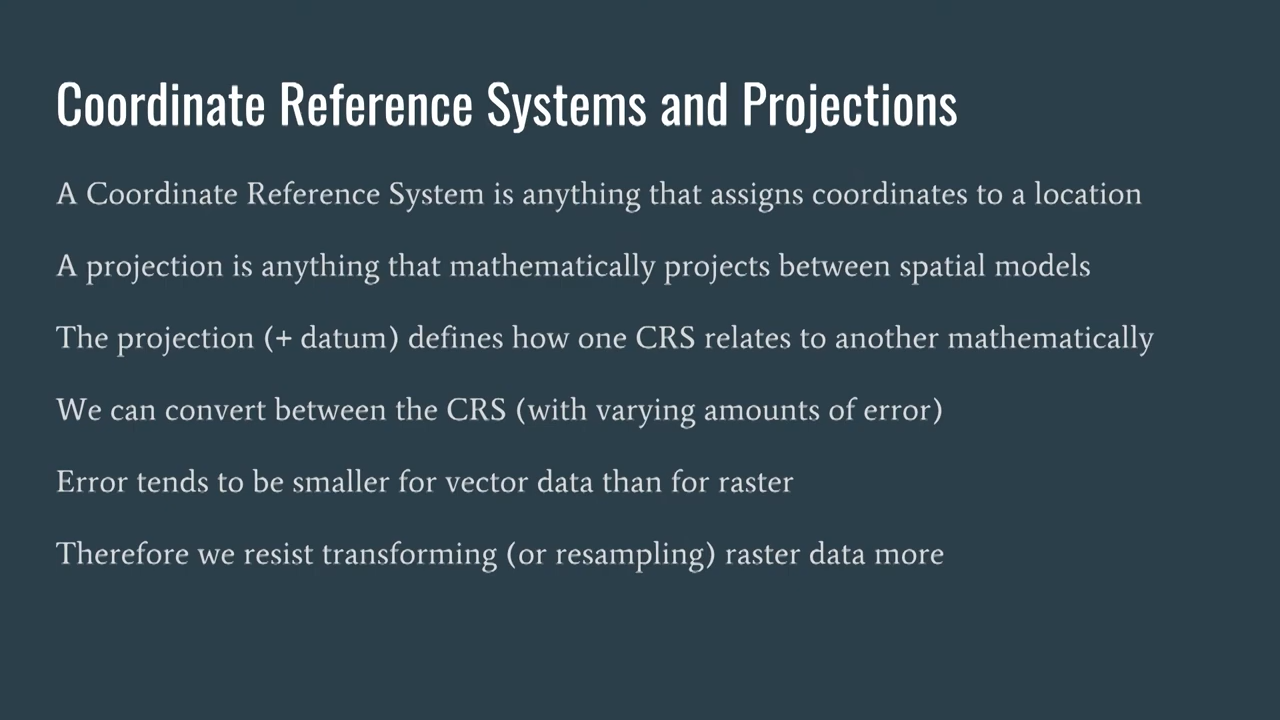 Coordinate Reference Systems and Projections
A Coordinate Reference System is anything that assigns coordinates to a location
A projection is anything that mathematically projects between spatial models
The projection (+ datum) defines how one CRS relates to another mathematically
We can convert between the CRS (with varying amounts of error)
Error tends to be smaller for vector data than for raster
Therefore we resist transforming (or resampling) raster data more